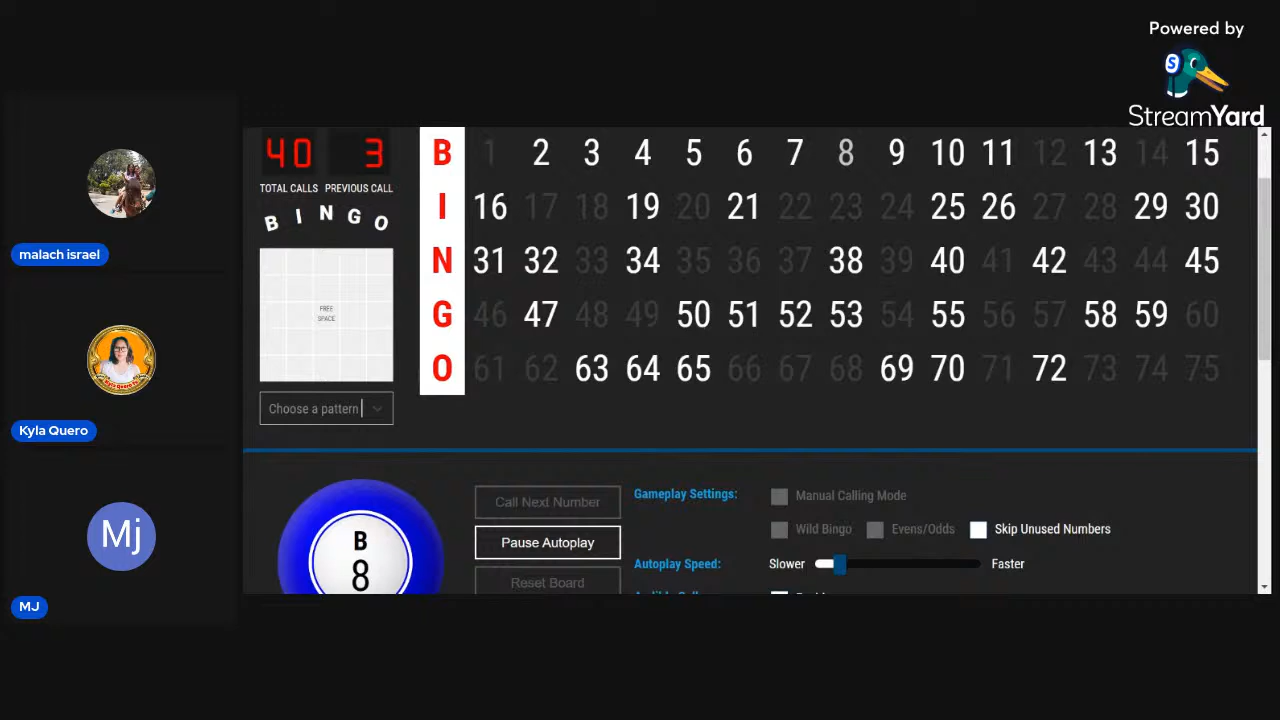 Powered by
StreamYard
40 3
TOTAL CALLS PREVIOUS CALL
B I N G O
FREE
SPACE
Choose a pattern
B 1 2 3 4 5 6 7 8 9 10 11 12 13 14 15
I 16 17 18 19 20 21 22 23 24 25 26 27 28 29 30
N 31 32 33 34 35 36 37 38 39 40 41 42 43 44 45
G 46 47 48 49 50 51 52 53 54 55 56 57 58 59 60
O 61 62 63 64 65 66 67 68 69 70 71 72 73 74 75
malach israel
Kyla Quero
Mj
MJ
B
8
Call Next Number
Pause Autoplay
Reset Board
Gameplay Settings:
Manual Calling Mode
Wild Bingo Evens/Odds Skip Unused Numbers
Autoplay Speed:
Slower Faster